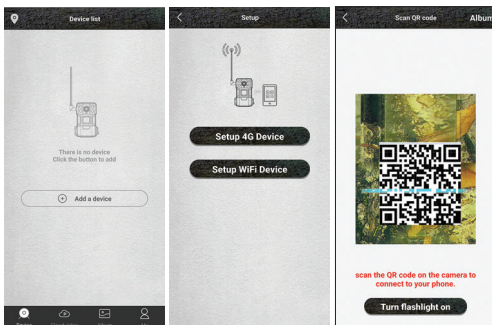 Device list
There is no device
Click the button to add
Add a device
Setup
Setup 4G Device
Setup WiFi Device
Scan QR code
Album
scan the QR code on the camera to
connect to your phone.
Turn flashlight on